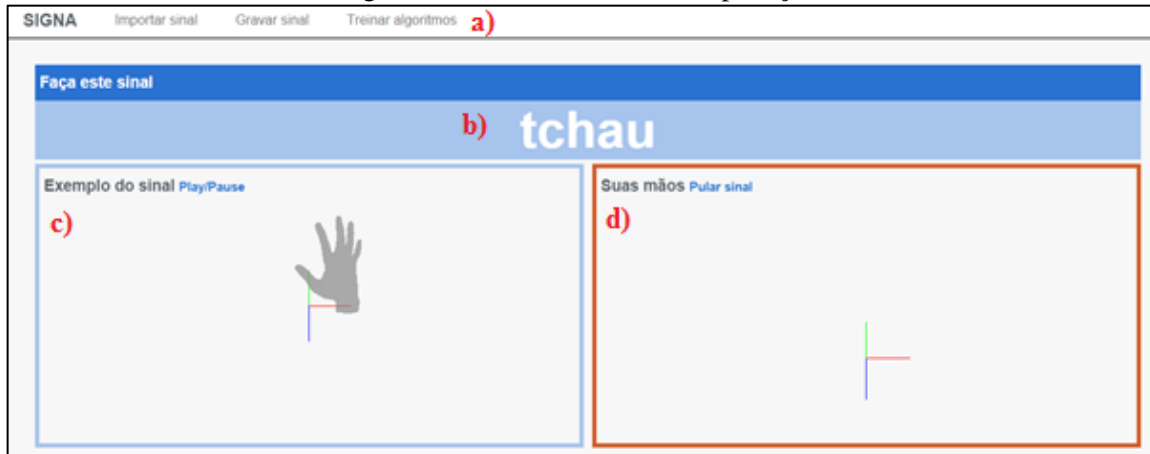 SIGNA Importar sinal Gravar sinal Treinar algoritmos a)
Faça este sinal
b) tchau
Exemplo do sinal Play/Pause
c)
Suas mãos Pular sinal
d)